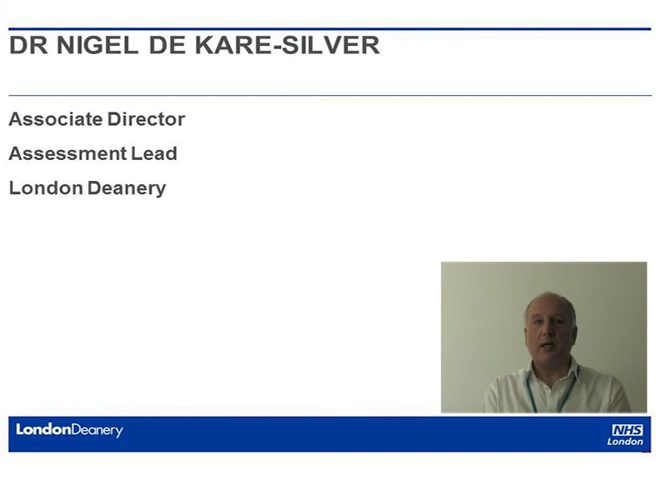 DR NIGEL DE KARE-SILVER
Associate Director
Assessment Lead
London Deanery
LondonDeanery
NHS
London